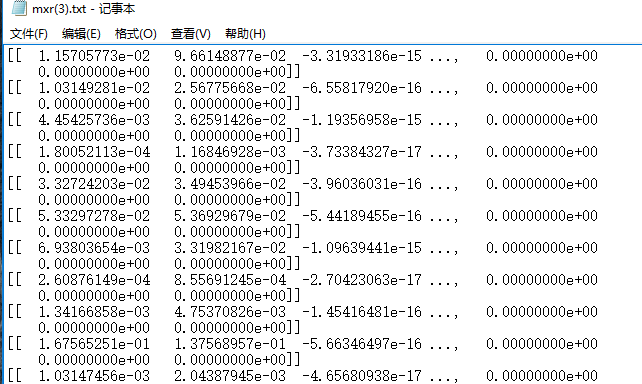 mxr(3).txt - 记事本
文件(F) 编辑(E) 格式(O) 查看(V) 帮助(H)
[[ 1.15705773e-02 9.66148877e-02 -3.31933186e-15 ..., 0.00000000e+00
0.00000000e+00 0.00000000e+00]]
[[ 1.03149281e-02 2.56775668e-02 -6.55817920e-16 ..., 0.00000000e+00
0.00000000e+00 0.00000000e+00]]
[[ 4.45425736e-03 3.62591426e-02 -1.19356958e-15 ..., 0.00000000e+00
0.00000000e+00 0.00000000e+00]]
[[ 1.80052113e-04 1.16846928e-03 -3.73384327e-17 ..., 0.00000000e+00
0.00000000e+00 0.00000000e+00]]
[[ 3.32724203e-02 3.49453966e-02 -3.96036031e-16 ..., 0.00000000e+00
0.00000000e+00 0.00000000e+00]]
[[ 5.33297278e-02 5.36929679e-02 -5.44189455e-16 ..., 0.00000000e+00
0.00000000e+00 0.00000000e+00]]
[[ 6.93803654e-03 3.31982167e-02 -1.09639441e-15 ..., 0.00000000e+00
0.00000000e+00 0.00000000e+00]]
[[ 2.60876149e-04 8.55691245e-04 -2.70423063e-17 ..., 0.00000000e+00
0.00000000e+00 0.00000000e+00]]
[[ 1.34166858e-03 4.75370826e-03 -1.45416481e-16 ..., 0.00000000e+00
0.00000000e+00 0.00000000e+00]]
[[ 1.67565251e-01 1.37568957e-01 -5.66346497e-16 ..., 0.00000000e+00
0.00000000e+00 0.00000000e+00]]
[[ 1.03147456e-03 2.04387945e-03 -4.65680938e-17 ..., 0.00000000e+00